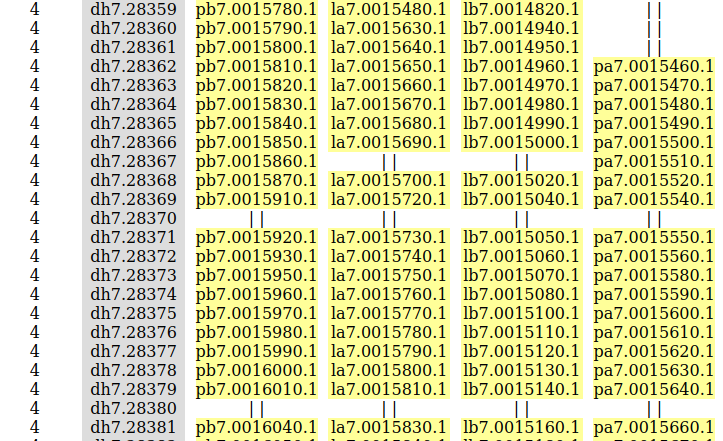 4 dh7.28359 pb7.0015780.1 la7.0015480.1 lb7.0014820.1 ||
4 dh7.28360 pb7.0015790.1 la7.0015630.1 lb7.0014940.1 ||
4 dh7.28361 pb7.0015800.1 la7.0015640.1 lb7.0014950.1 ||
4 dh7.28362 pb7.0015810.1 la7.0015650.1 lb7.0014960.1 pa7.0015460.1
4 dh7.28363 pb7.0015820.1 la7.0015660.1 lb7.0014970.1 pa7.0015470.1
4 dh7.28364 pb7.0015830.1 la7.0015670.1 lb7.0014980.1 pa7.0015480.1
4 dh7.28365 pb7.0015840.1 la7.0015680.1 lb7.0014990.1 pa7.0015490.1
4 dh7.28366 pb7.0015850.1 la7.0015690.1 lb7.0015000.1 pa7.0015500.1
4 dh7.28367 pb7.0015860.1 || || pa7.0015510.1
4 dh7.28368 pb7.0015870.1 la7.0015700.1 lb7.0015020.1 pa7.0015520.1
4 dh7.28369 pb7.0015910.1 la7.0015720.1 lb7.0015040.1 pa7.0015540.1
4 dh7.28370 || || || ||
4 dh7.28371 pb7.0015920.1 la7.0015730.1 lb7.0015050.1 pa7.0015550.1
4 dh7.28372 pb7.0015930.1 la7.0015740.1 lb7.0015060.1 pa7.0015560.1
4 dh7.28373 pb7.0015950.1 la7.0015750.1 lb7.0015070.1 pa7.0015580.1
4 dh7.28374 pb7.0015960.1 la7.0015760.1 lb7.0015080.1 pa7.0015590.1
4 dh7.28375 pb7.0015970.1 la7.0015770.1 lb7.0015100.1 pa7.0015600.1
4 dh7.28376 pb7.0015980.1 la7.0015780.1 lb7.0015110.1 pa7.0015610.1
4 dh7.28377 pb7.0015990.1 la7.0015790.1 lb7.0015120.1 pa7.0015620.1
4 dh7.28378 pb7.0016000.1 la7.0015800.1 lb7.0015130.1 pa7.0015630.1
4 dh7.28379 pb7.0016010.1 la7.0015810.1 lb7.0015140.1 pa7.0015640.1
4 dh7.28380 || || || ||
4 dh7.28381 pb7.0016040.1 la7.0015830.1 lb7.0015160.1 pa7.0015660.1